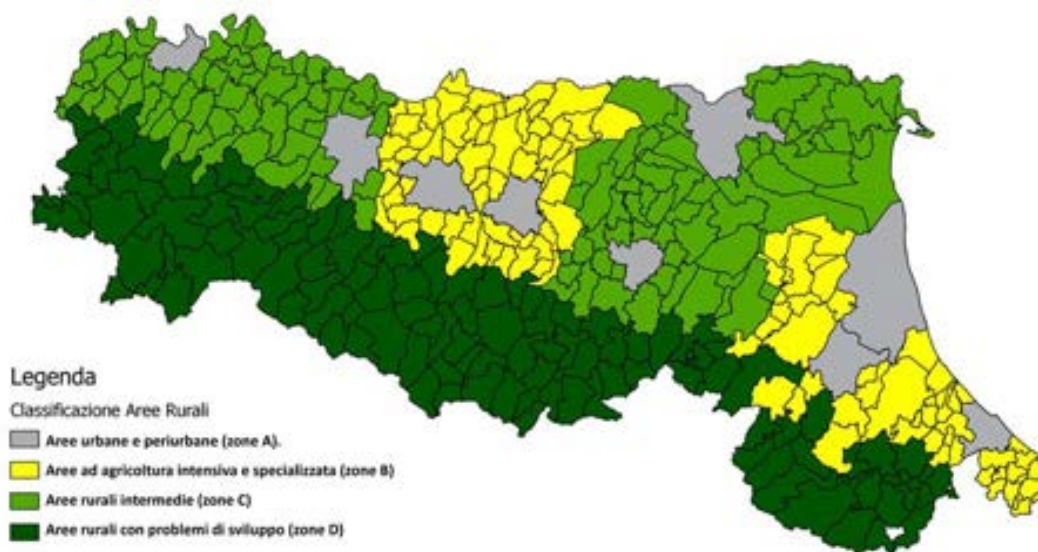 Legenda
Classificazione Aree Rurali
Aree urbane e periurbane (zone A).
Aree ad agricoltura intensiva e specializzata (zone B)
Aree rurali intermedie (zone C)
Aree rurali con problemi di sviluppo (zone D)